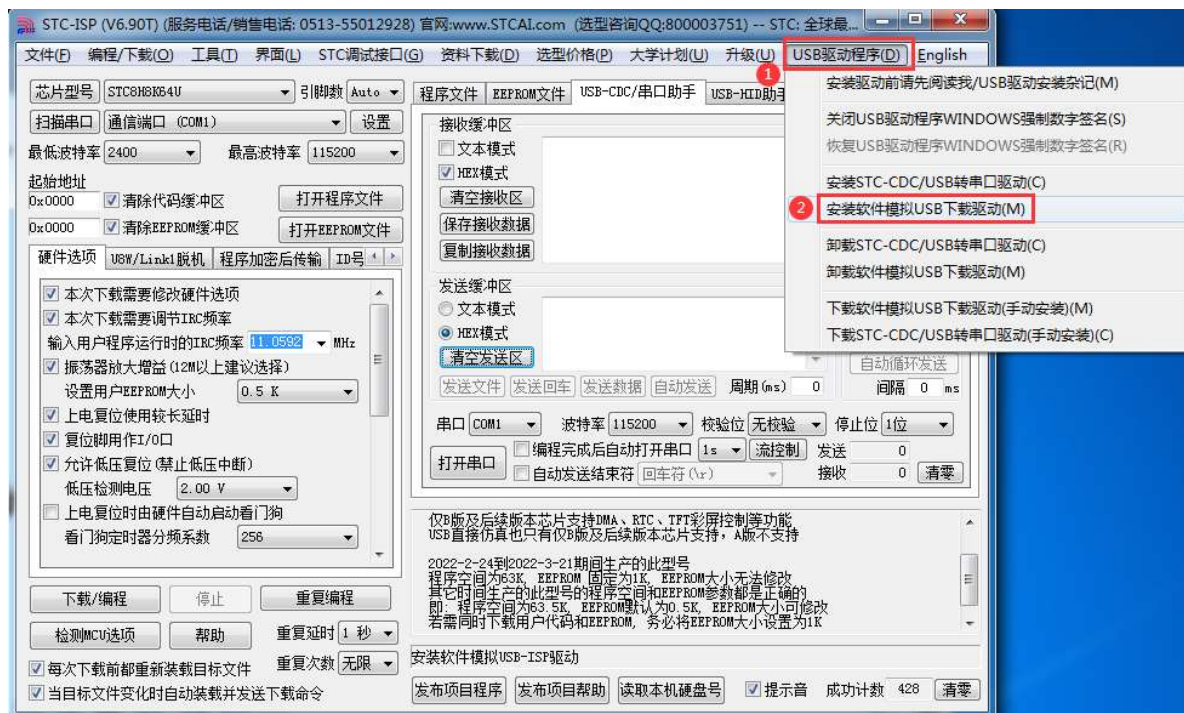 STC-ISP (V6.90T) (服务电话/销售电话: 0513-55012928) 官网:www.STCAI.com (选型咨询QQ:800003751) -- STC: 全球最...
文件(F) 编程/下载(O) 工具(T) 界面(L) STC调试接口(G) 资料下载(D) 选型价格(P) 大学计划(U) 升级(U) USB驱动程序(D) English
1
安装驱动前请先阅读我/USB驱动安装杂记(M)
关闭USB驱动程序WINDOWS强制数字签名(S)
恢复USB驱动程序WINDOWS强制数字签名(R)
安装STC-CDC/USB转串口驱动(C)
2 安装软件模拟USB下载驱动(M)
卸载STC-CDC/USB转串口驱动(C)
卸载软件模拟USB下载驱动(M)
下载软件模拟USB下载驱动(手动安装)(M)
下载STC-CDC/USB转串口驱动(手动安装)(C)
芯片型号 STC8H8K64U 引脚数 Auto
扫描串口 通信端口 (COM1) 设置
最低波特率 2400 最高波特率 115200
起始地址
0x0000 清除代码缓冲区 打开程序文件
0x0000 清除EEPROM缓冲区 打开EEPROM文件
硬件选项 U8W/Link1脱机 程序加密后传输 ID号
本次下载需要修改硬件选项
本次下载需要调节IRC频率
输入用户程序运行时的IRC频率 11.0592 MHz
振荡器放大增益(12M以上建议选择)
设置用户EEPROM大小 0.5 K
上电复位使用较长延时
复位脚用作I/O口
允许低压复位(禁止低压中断)
低压检测电压 2.00 V
上电复位时由硬件自动启动看门狗
看门狗定时器分频系数 256
下载/编程 停止 重复编程
检测MCU选项 帮助 重复延时 1 秒
每次下载前都重新装载目标文件 重复次数 无限
当目标文件变化时自动装载并发送下载命令
程序文件 EEPROM文件 USB-CDC/串口助手 USB-HID助手
接收缓冲区
文本模式
HEX模式
清空接收区
保存接收数据
复制接收数据
发送缓冲区
文本模式
HEX模式
清空发送区
自动循环发送
发送文件 发送回车 发送数据 自动发送 周期(ms) 0 间隔 0 ms
串口 COM1 波特率 115200 校验位 无校验 停止位 1位
打开串口 编程完成后自动打开串口 1s 流控制 发送 0
自动发送结束符 回车符(\r) 接收 0 清零
仅B版及后续版本芯片支持DMA、RTC、TFT彩屏控制等功能
USB直接仿真也只有仅B版及后续版本芯片支持，A版不支持
2022-2-24到2022-3-21期间生产的此型号
程序空间为63K, EEPROM 固定为1K, EEPROM大小无法修改
其它时间生产的此型号的程序空间和EEPROM参数都是正确的
即: 程序空间为63.5K, EEPROM默认为0.5K, EEPROM大小可修改
若需同时下载用户代码和EEPROM, 务必将EEPROM大小设置为1K
安装软件模拟USB-ISP驱动
发布项目程序 发布项目帮助 读取本机硬盘号 提示音 成功计数 428 清零